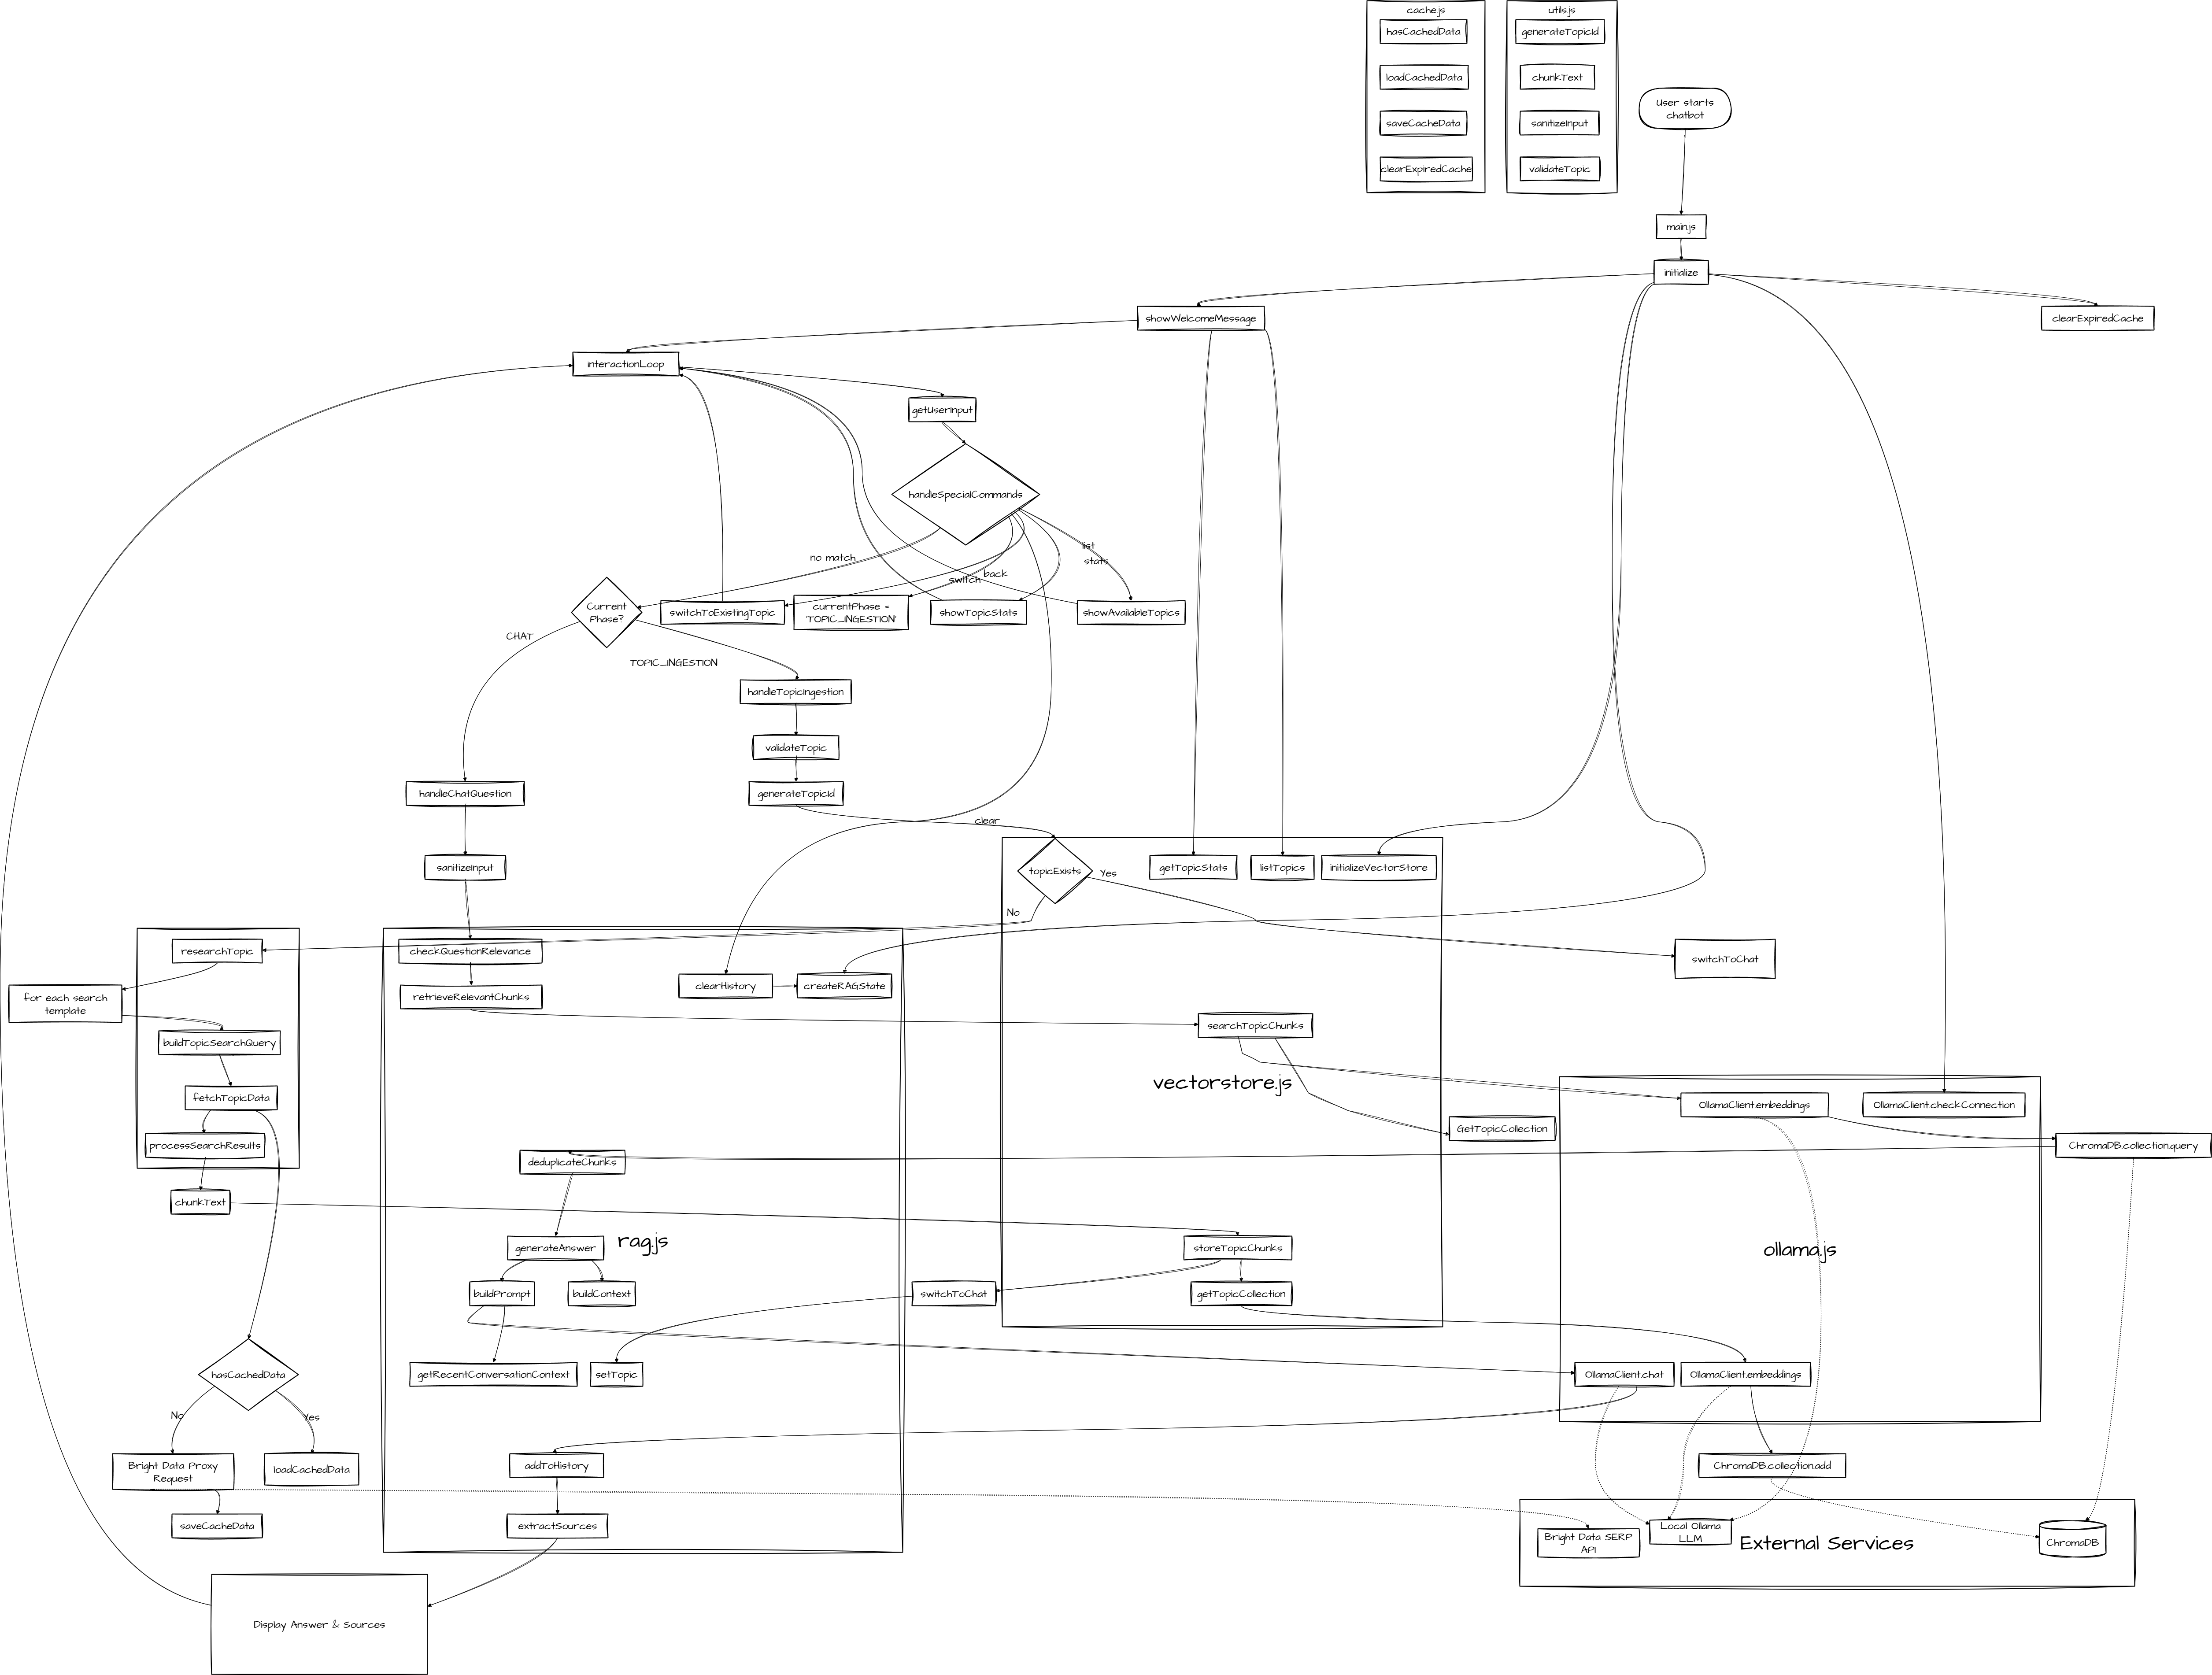 cache.js
utils.js
hasCachedData
generateTopicId
loadCachedData
chunkText
User starts
chatbot
saveCacheData
sanitizeInput
clearExpiredCache
validateTopic
main.js
initialize
showWelcomeMessage
clearExpiredCache
interactionLoop
getUserInput
handleSpecialCommands
list
no match
stats
back
switch
Current
Phase?
switchToExistingTopic
currentPhase =
'TOPIC_INGESTION'
showTopicStats
showAvailableTopics
CHAT
TOPIC_INGESTION
handleTopicIngestion
validateTopic
handleChatQuestion
generateTopicId
clear
sanitizeInput
topicExists
Yes
getTopicStats
listTopics
initializeVectorStore
No
researchTopic
checkQuestionRelevance
switchToChat
clearHistory
createRAGState
for each search
template
retrieveRelevantChunks
searchTopicChunks
buildTopicSearchQuery
vectorstore.js
fetchTopicData
OllamaClient.embeddings
OllamaClient.checkConnection
GetTopicCollection
processSearchResults
ChromaDB.collection.query
deduplicateChunks
chunkText
generateAnswer
rag.js
storeTopicChunks
ollama.js
buildPrompt
buildContext
switchToChat
getTopicCollection
hasCachedData
getRecentConversationContext
setTopic
OllamaClient.chat
OllamaClient.embeddings
No
Yes
Bright Data Proxy
Request
loadCachedData
addToHistory
ChromaDB.collection.add
saveCacheData
extractSources
Bright Data SERP
API
Local Ollama
LLM
External Services
ChromaDB
Display Answer & Sources